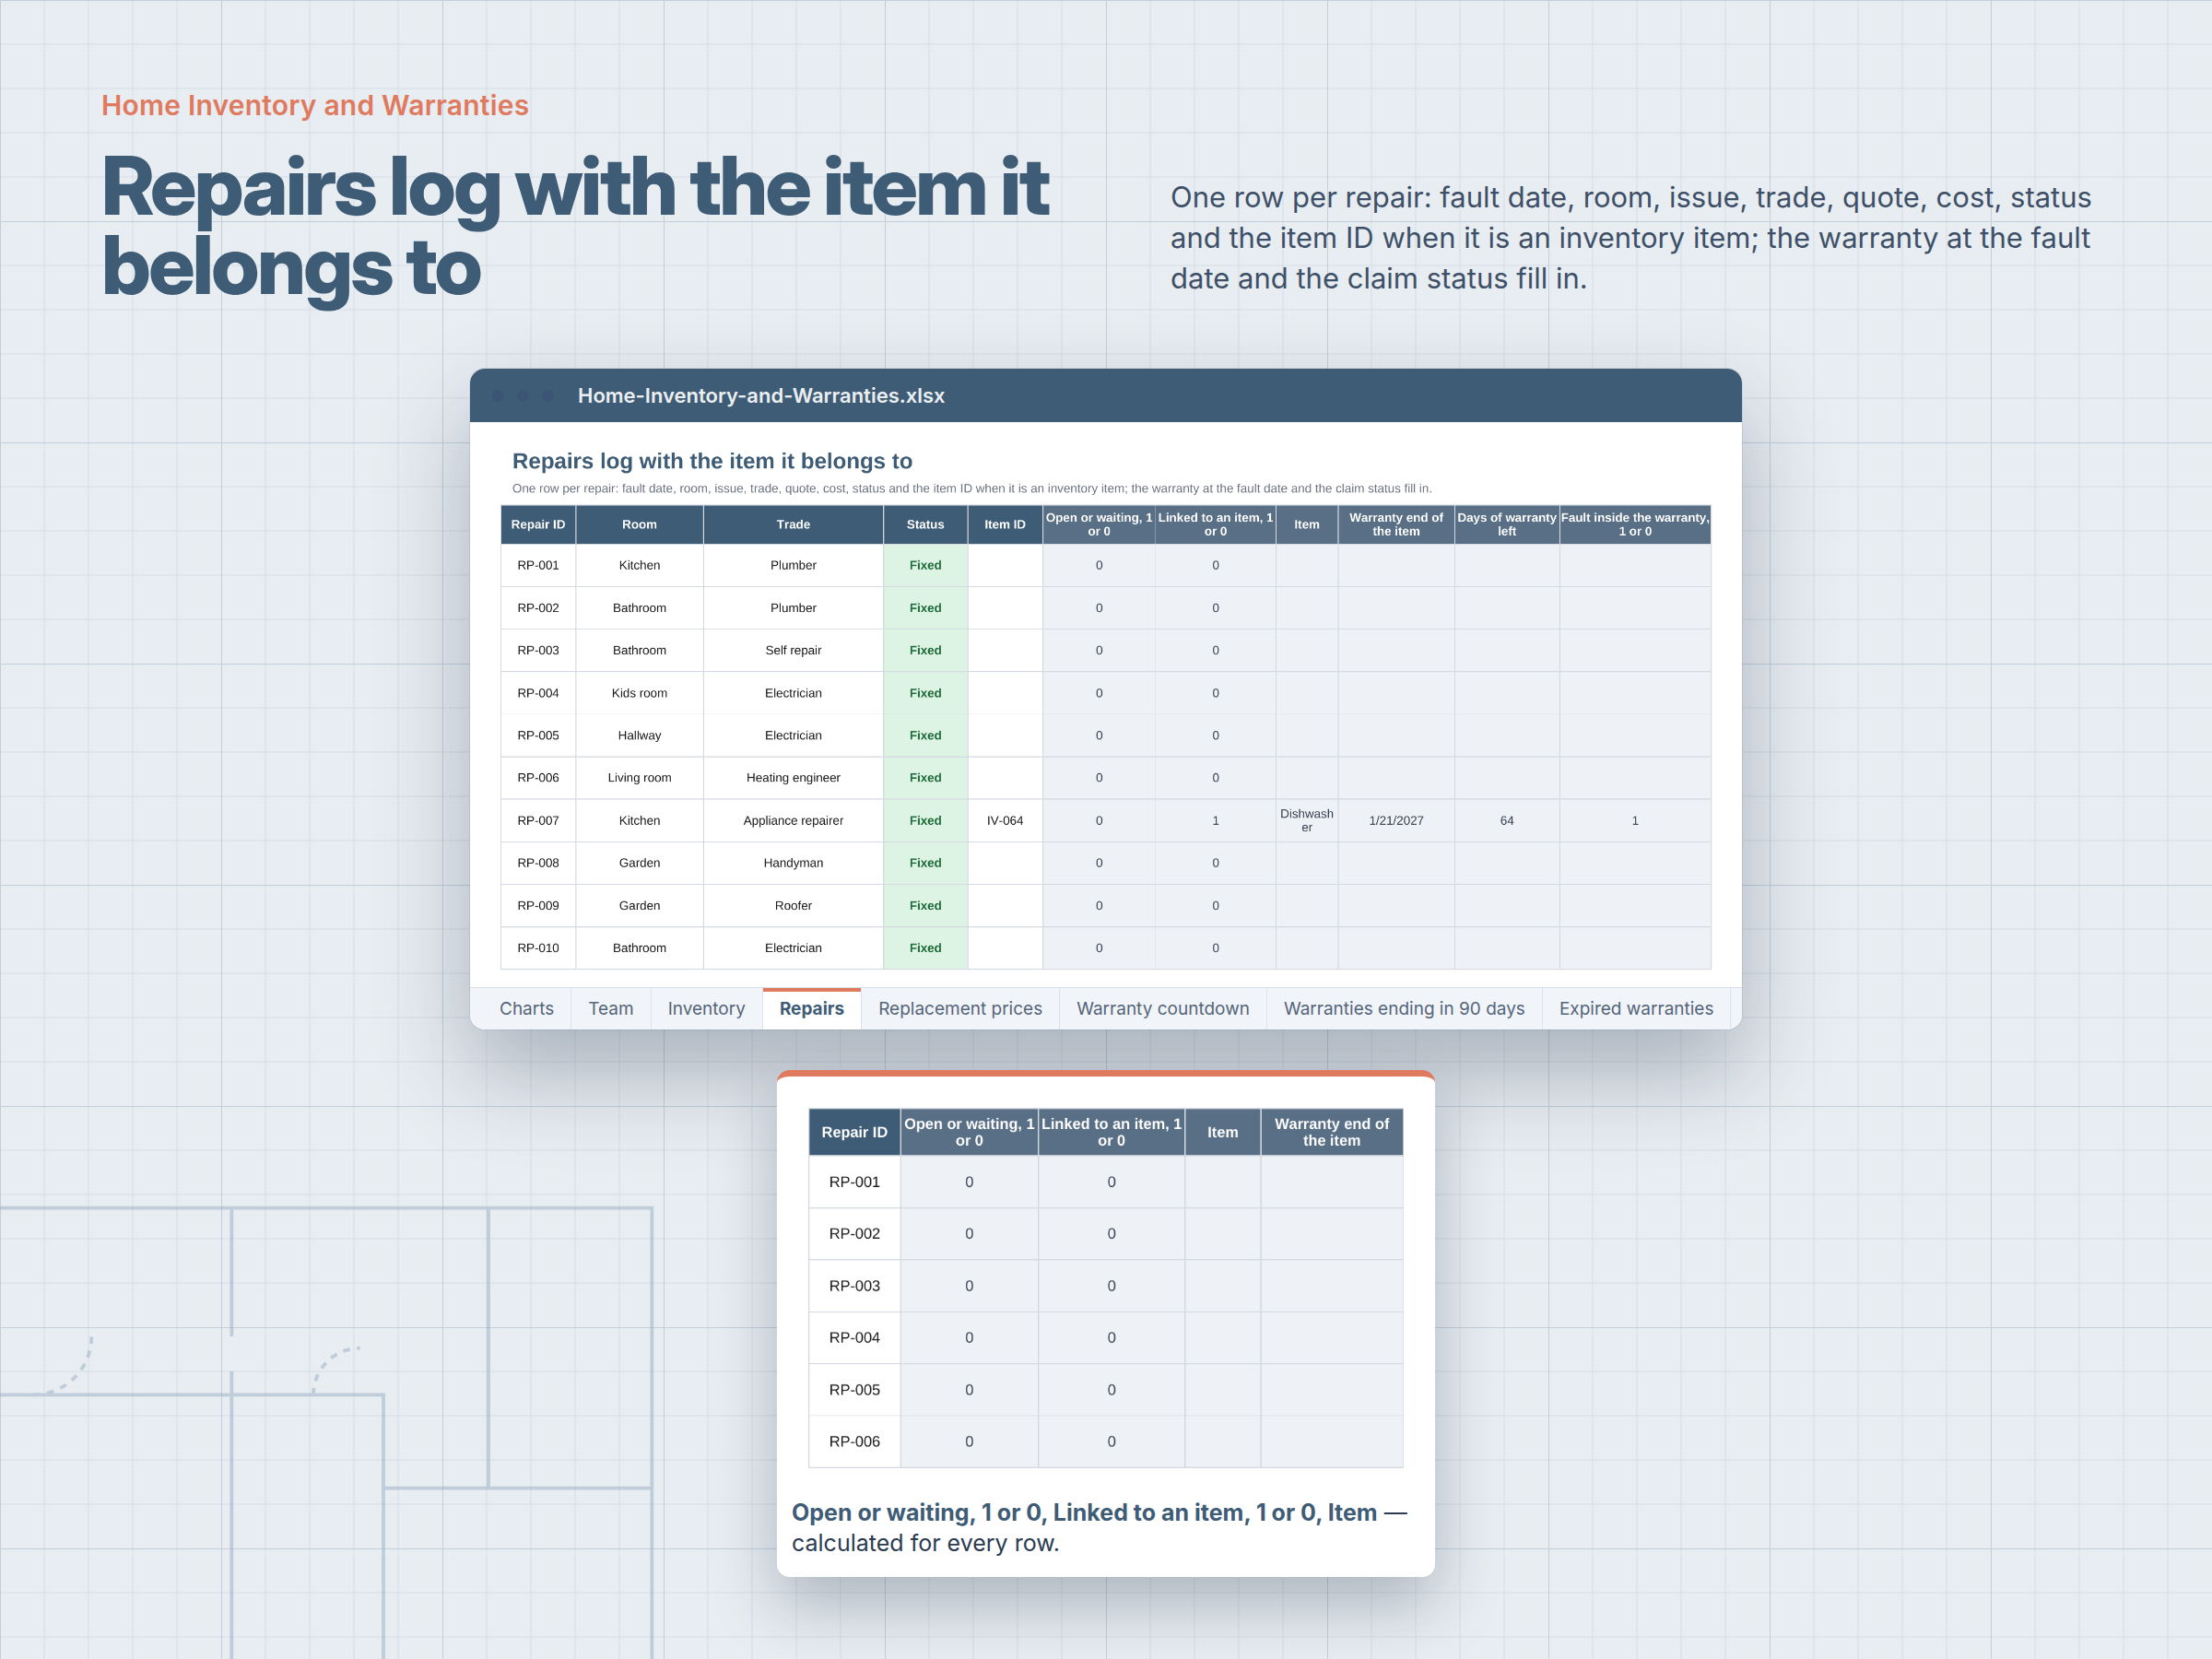 Home Inventory and Warranties
Repairs log with the item it
belongs to
One row per repair: fault date, room, issue, trade, quote, cost, status
and the item ID when it is an inventory item; the warranty at the fault
date and the claim status fill in.
Home-Inventory-and-Warranties.xlsx
Repairs log with the item it belongs to
One row per repair: fault date, room, issue, trade, quote, cost, status and the item ID when it is an inventory item; the warranty at the fault date and the claim status fill in.
Repair ID Room Trade Status Item ID Open or waiting, 1 or 0 Linked to an item, 1 or 0 Item Warranty end of the item Days of warranty left Fault inside the warranty, 1 or 0
RP-001 Kitchen Plumber Fixed 0 0
RP-002 Bathroom Plumber Fixed 0 0
RP-003 Bathroom Self repair Fixed 0 0
RP-004 Kids room Electrician Fixed 0 0
RP-005 Hallway Electrician Fixed 0 0
RP-006 Living room Heating engineer Fixed 0 0
RP-007 Kitchen Appliance repairer Fixed IV-064 0 1 Dishwasher 1/21/2027 64 1
RP-008 Garden Handyman Fixed 0 0
RP-009 Garden Roofer Fixed 0 0
RP-010 Bathroom Electrician Fixed 0 0
Charts Team Inventory Repairs Replacement prices Warranty countdown Warranties ending in 90 days Expired warranties
Repair ID Open or waiting, 1 or 0 Linked to an item, 1 or 0 Item Warranty end of the item
RP-001 0 0
RP-002 0 0
RP-003 0 0
RP-004 0 0
RP-005 0 0
RP-006 0 0
Open or waiting, 1 or 0, Linked to an item, 1 or 0, Item —
calculated for every row.